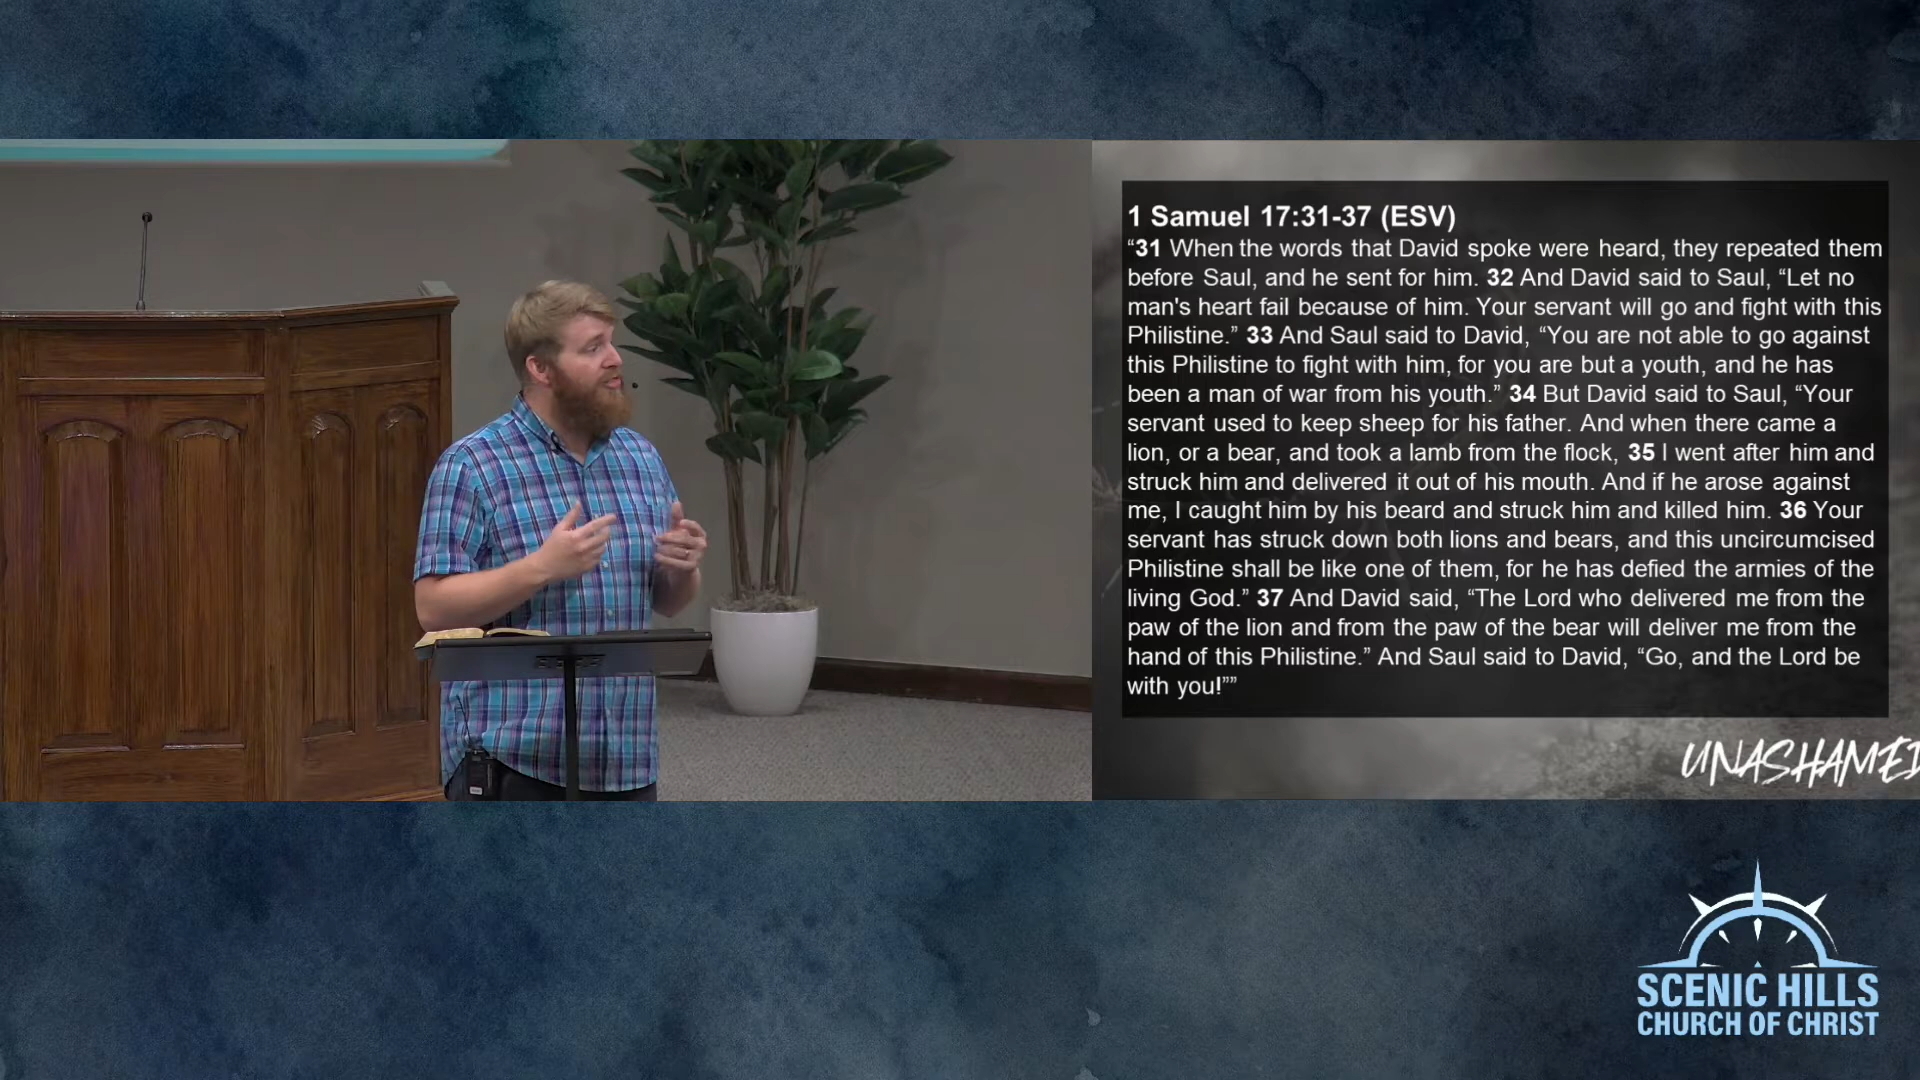 1 Samuel 17:31-37 (ESV)
“31 When the words that David spoke were heard, they repeated them
before Saul, and he sent for him. 32 And David said to Saul, “Let no
man's heart fail because of him. Your servant will go and fight with this
Philistine.” 33 And Saul said to David, “You are not able to go against
this Philistine to fight with him, for you are but a youth, and he has
been a man of war from his youth.” 34 But David said to Saul, “Your
servant used to keep sheep for his father. And when there came a
lion, or a bear, and took a lamb from the flock, 35 I went after him and
struck him and delivered it out of his mouth. And if he arose against
me, I caught him by his beard and struck him and killed him. 36 Your
servant has struck down both lions and bears, and this uncircumcised
Philistine shall be like one of them, for he has defied the armies of the
living God.” 37 And David said, “The Lord who delivered me from the
paw of the lion and from the paw of the bear will deliver me from the
hand of this Philistine.” And Saul said to David, “Go, and the Lord be
with you!””
UNASHAMED
SCENIC HILLS
CHURCH OF CHRIST